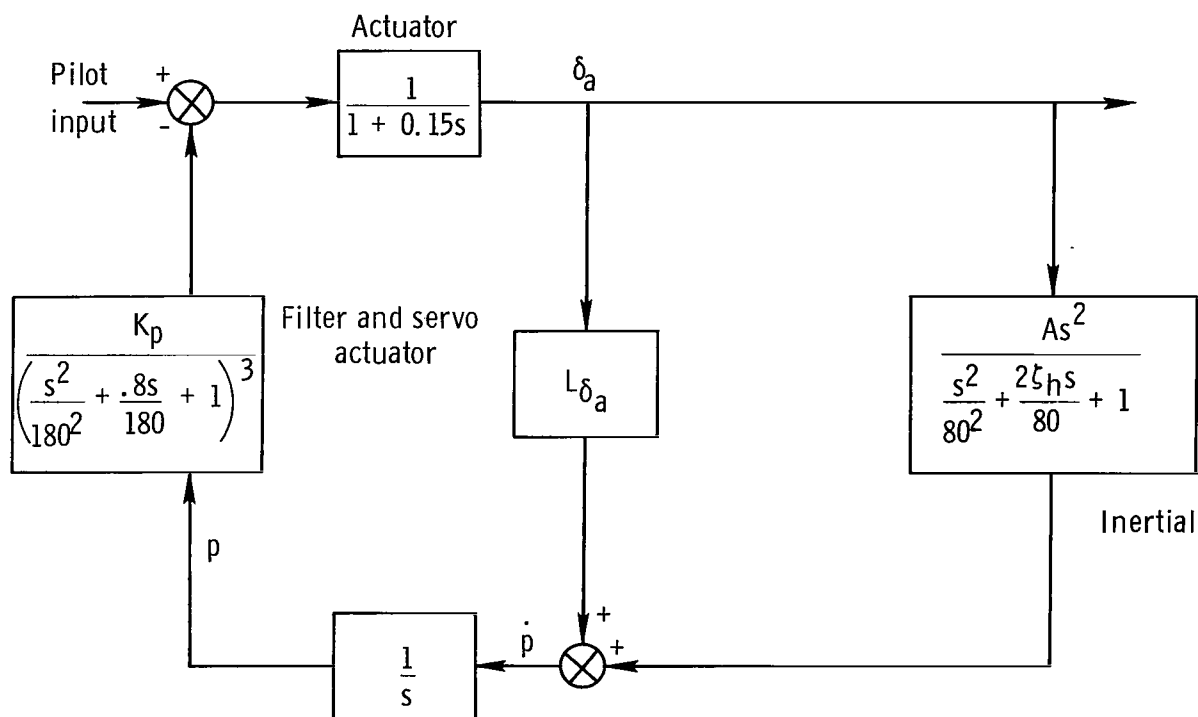 Actuator
Pilot
input
+
-
1
1 + 0.15s
δa
Kp
(s²/180² + .8s/180 + 1)³
Filter and servo
actuator
Lδa
As²
s²/80² + 2ζhs/80 + 1
Inertial
p
ṗ
+
+
1
s